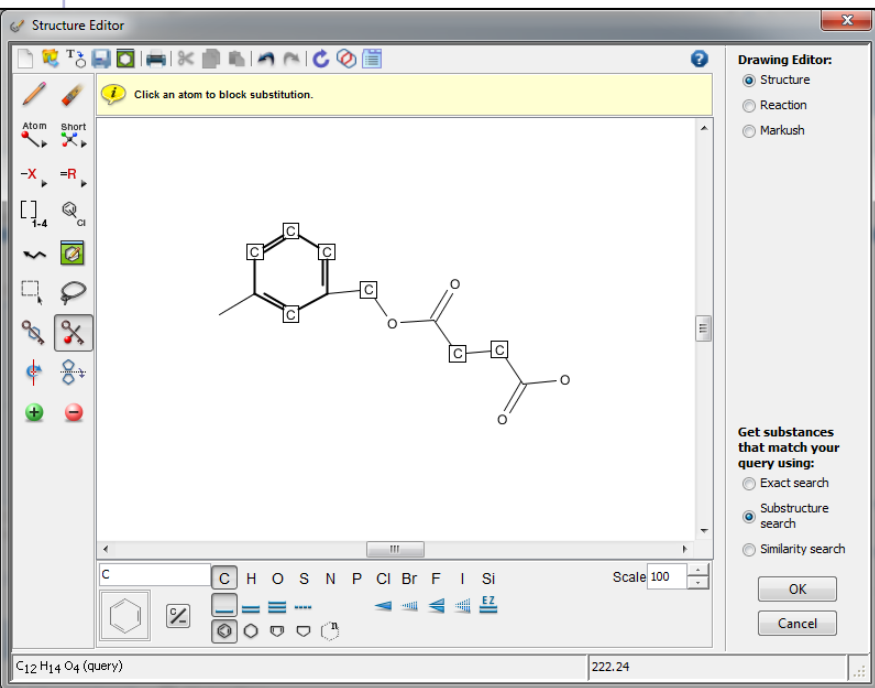 Structure Editor
Drawing Editor:
Structure
Reaction
Markush
Click an atom to block substitution.
Atom
Short
-X
=R
[ ]1-4
Cl
C
C
C
C
C
O
O
C
C
O
O
Get substances
that match your
query using:
Exact search
Substructure
search
Similarity search
C
C H O S N P Cl Br F I Si
Scale 100
EZ
C/-
n
OK
Cancel
C12 H14 O4 (query)
222.24